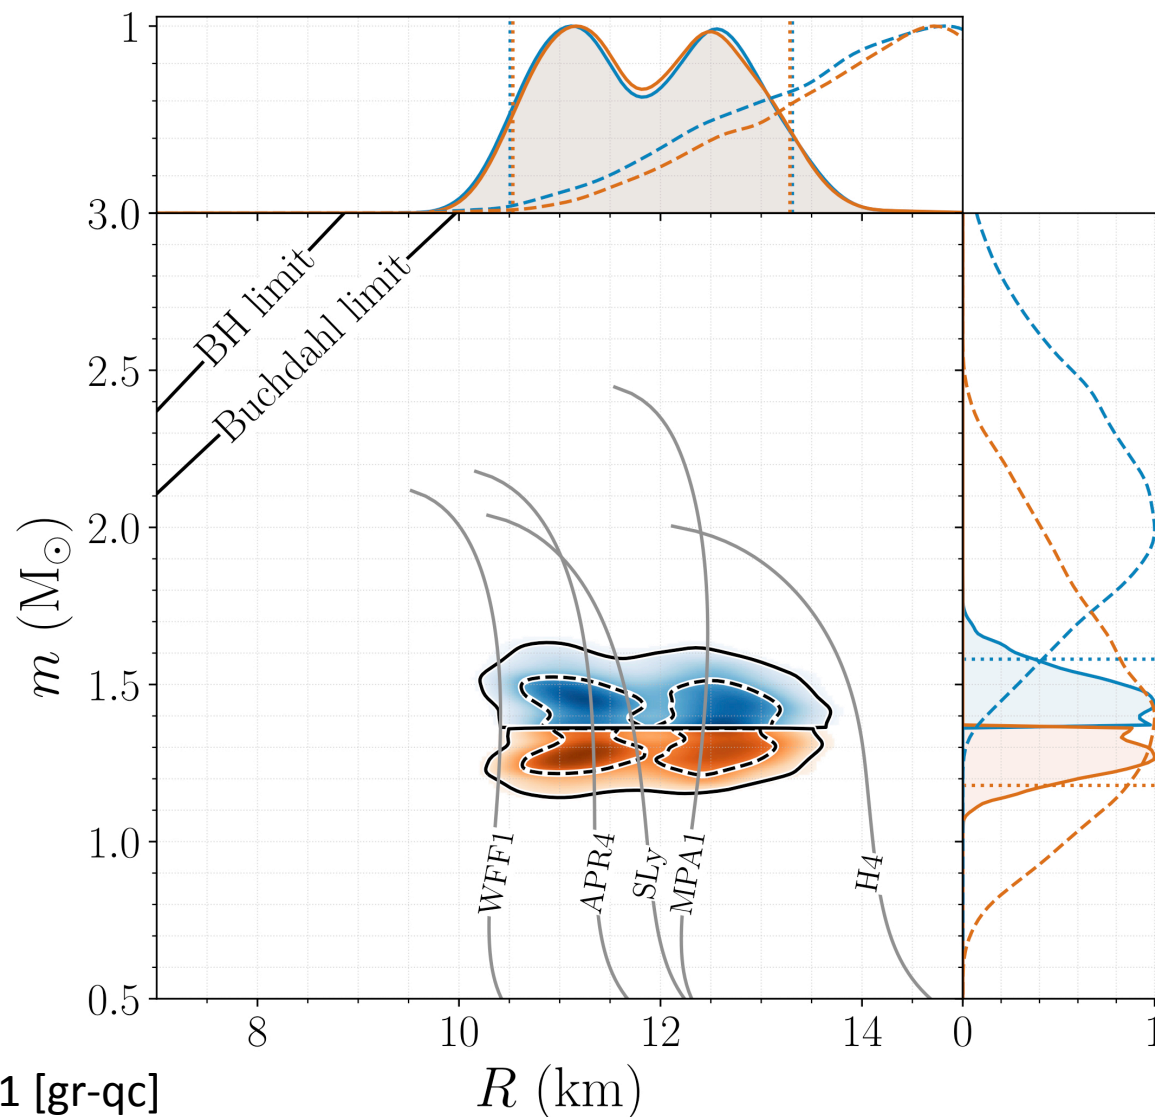 1
3.0
BH limit
Buchdahl limit
2.5
2.0
m (M⊙)
1.5
1.0
WFF1
APR4
SLy
MPA1
H4
0.5
8 10 12 14 0 1
R (km)
1 [gr-qc]